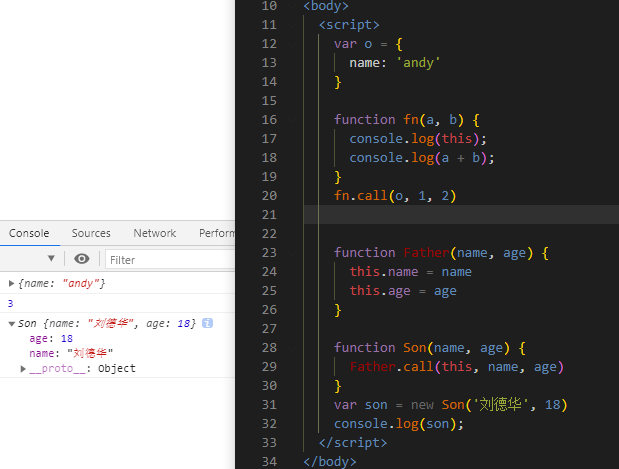 Console Sources Network Perform
Filter
{name: "andy"}
3
Son {name: "刘德华", age: 18}
age: 18
name: "刘德华"
__proto__: Object
10 <body>
11 <script>
12 var o = {
13 name: 'andy'
14 }
15
16 function fn(a, b) {
17 console.log(this);
18 console.log(a + b);
19 }
20 fn.call(o, 1, 2)
21
22
23 function Father(name, age) {
24 this.name = name
25 this.age = age
26 }
27
28 function Son(name, age) {
29 Father.call(this, name, age)
30 }
31 var son = new Son('刘德华', 18)
32 console.log(son);
33 </script>
34 </body>